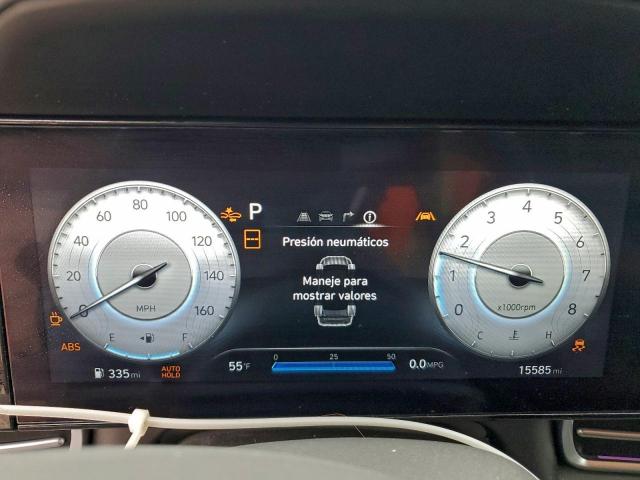 80
60 100
40 120
20 140
0 160
MPH
E F
ABS
335 mi
AUTO
HOLD
P
Presión neumáticos
Maneje para
mostrar valores
0 25 50
55°F
0.0 MPG
3 4 5
2 6
1 7
0 8
x1000rpm
C H
15585 mi